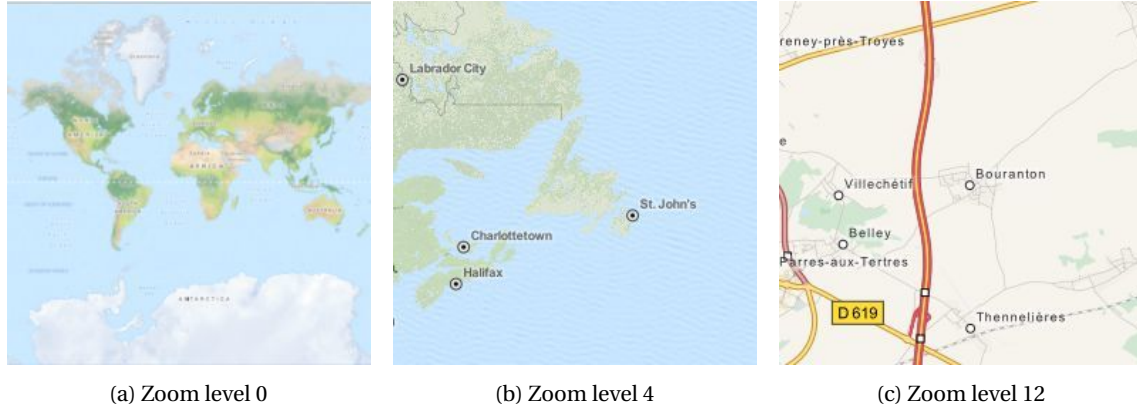 AFRICA
ANTARCTICA
(a) Zoom level 0
Labrador City
St. John's
Charlottetown
Halifax
(b) Zoom level 4
reney-près-Troyes
e
Villechétif
Bouranton
Belley
Parres-aux-Tertres
D 619
Thennelières
(c) Zoom level 12